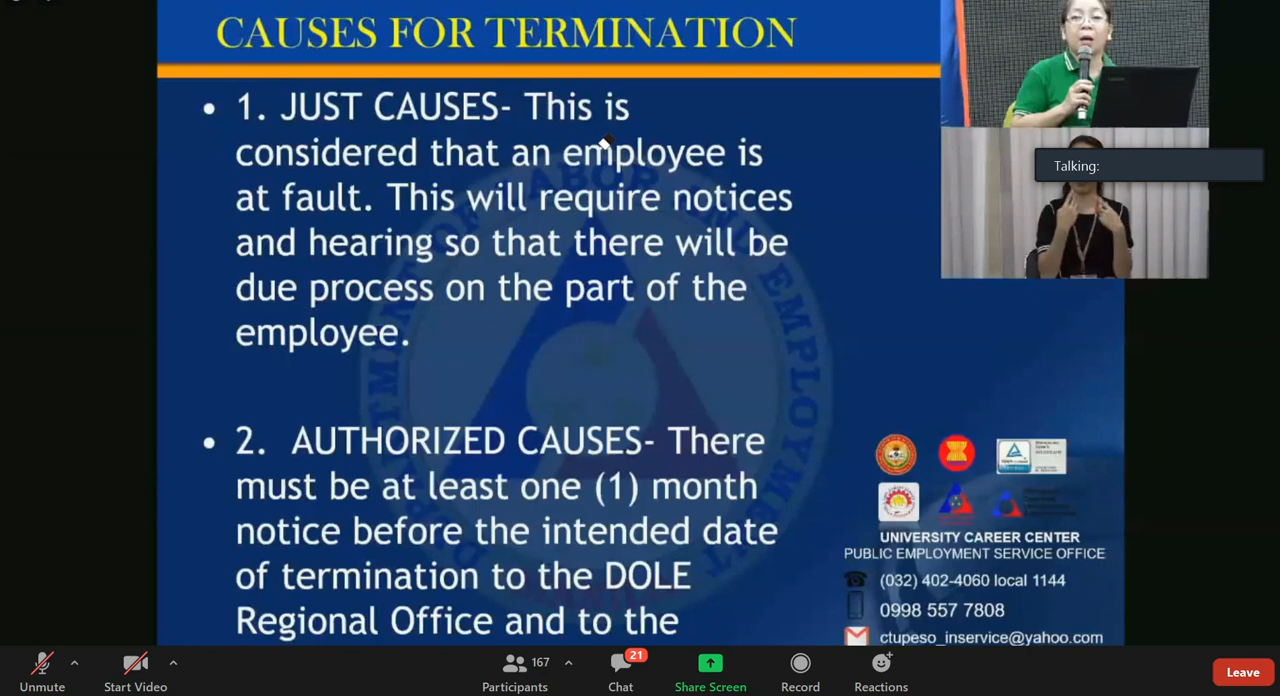 CAUSES FOR TERMINATION
• 1. JUST CAUSES- This is
considered that an employee is
at fault. This will require notices
and hearing so that there will be
due process on the part of the
employee.
• 2. AUTHORIZED CAUSES- There
must be at least one (1) month
notice before the intended date
of termination to the DOLE
Regional Office and to the
Talking:
UNIVERSITY CAREER CENTER
PUBLIC EMPLOYMENT SERVICE OFFICE
(032) 402-4060 local 1144
0998 557 7808
ctupeso_inservice@yahoo.com
Unmute
Start Video
167
Participants
21
Chat
Share Screen
Record
Reactions
Leave